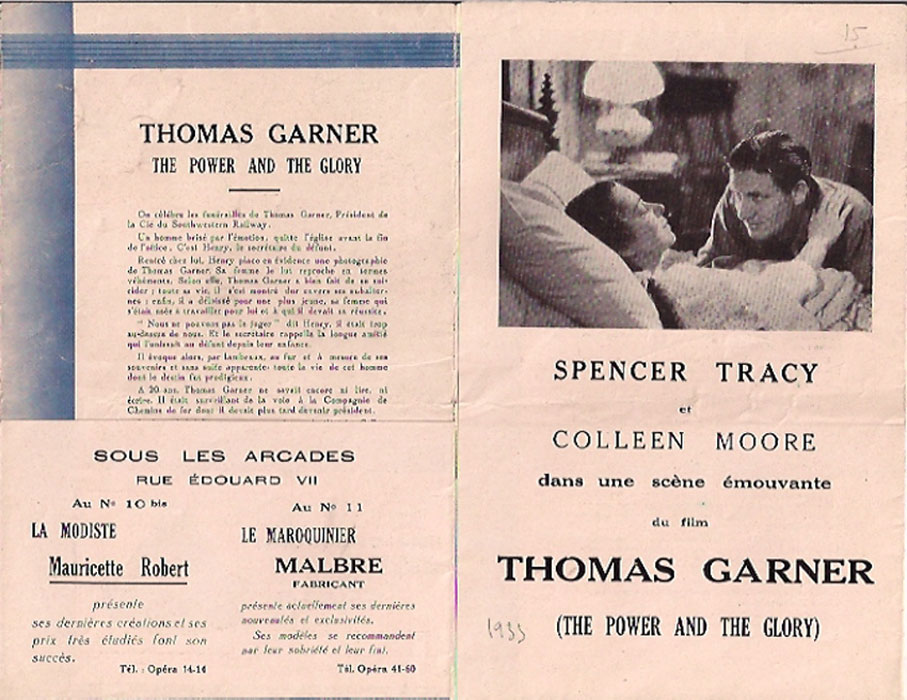 THOMAS GARNER
THE POWER AND THE GLORY
On célèbre les funérailles de Thomas Garner, Président de
la Cie du Southwestern Railway.
Un homme brisé par l'émotion, quitte l'église avant la fin
de l'office. C'est Henry, le secrétaire du défunt.
Rentré chez lui, Henry place en évidence une photographie
de Thomas Garner. Sa femme le lui reproche en termes
véhéments. Selon elle, Thomas Garner a bien fait de se sui-
cider ; toute sa vie, il s'est montré dur envers ses subalter-
nes ; enfin, il a délaissé pour une plus jeune, sa femme qui
s'était usée à travailler pour lui et à qui il devait sa réussite.
" Nous ne pouvons pas le juger " dit Henry, il était trop
au-dessus de nous. Et le secrétaire rappelle la longue amitié
qui l'unissait au défunt depuis leur enfance.
Il évoque alors, par lambeaux, au fur et à mesure de ses
souvenirs et sans suite apparente, toute la vie de cet homme
dont le destin fut prodigieux.
A 20 ans, Thomas Garner ne savait encore ni lire, ni
écrire. Il était surveillant de la voie à la Compagnie de
Chemins de fer dont il devait plus tard devenir président.
SOUS LES ARCADES
RUE ÉDOUARD VII
Au No 10 bis
LA MODISTE
Mauricette Robert
présente
ses dernières créations et ses
prix très étudiés font son
succès.
Tél. : Opéra 14-14
Au No 11
LE MAROQUINIER
MALBRE
FABRICANT
présente actuellement ses dernières
nouveautés et exclusivités.
Ses modèles se recommandent
par leur sobriété et leur fini.
Tél. Opéra 41-60
15
SPENCER TRACY
et
COLLEEN MOORE
dans une scène émouvante
du film
THOMAS GARNER
1933 (THE POWER AND THE GLORY)